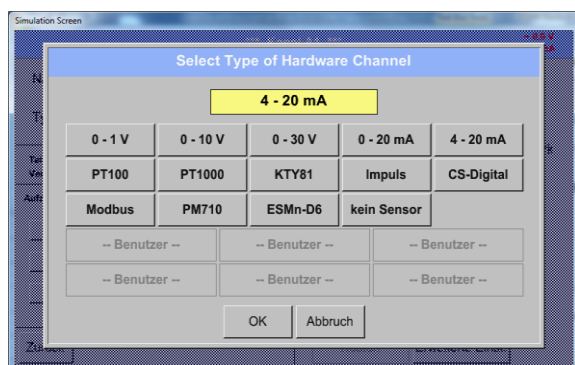 Simulation Screen
Select Type of Hardware Channel
4 - 20 mA
0 - 1 V 0 - 10 V 0 - 30 V 0 - 20 mA 4 - 20 mA
PT100 PT1000 KTY81 Impuls CS-Digital
Modbus PM710 ESMn-D6 kein Sensor
-- Benutzer -- -- Benutzer -- -- Benutzer --
-- Benutzer -- -- Benutzer -- -- Benutzer --
OK Abbruch
Zurück